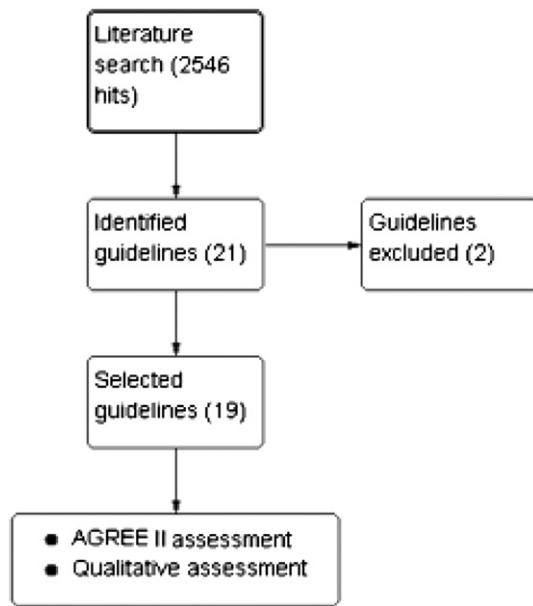 Literature
search (2546
hits)
Identified
guidelines (21)
Guidelines
excluded (2)
Selected
guidelines (19)
● AGREE II assessment
● Qualitative assessment